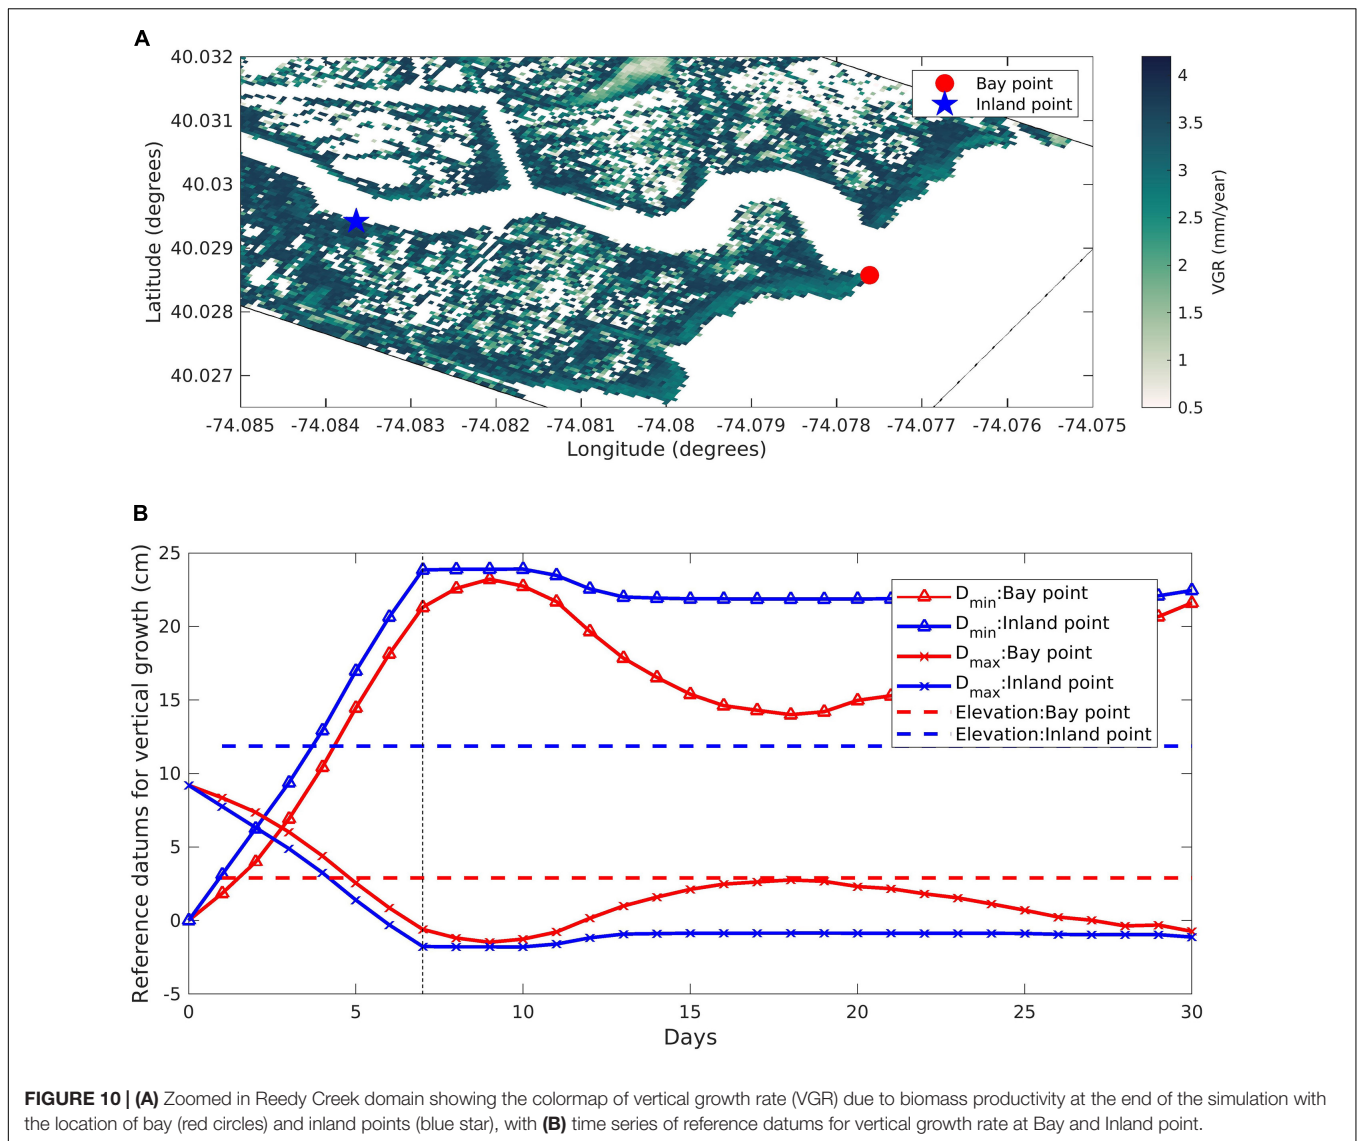 A
40.032
40.031
40.03
40.029
40.028
40.027
Latitude (degrees)
-74.085 -74.084 -74.083 -74.082 -74.081 -74.08 -74.079 -74.078 -74.077 -74.076 -74.075
Longitude (degrees)
Bay point
Inland point
4
3.5
3
2.5
2
1.5
1
0.5
VGR (mm/year)
B
25
20
15
10
5
0
-5
Reference datums for vertical growth (cm)
0 5 10 15 20 25 30
Days
Dmin:Bay point
Dmin:Inland point
Dmax:Bay point
Dmax:Inland point
Elevation:Bay point
Elevation:Inland point
FIGURE 10 | (A) Zoomed in Reedy Creek domain showing the colormap of vertical growth rate (VGR) due to biomass productivity at the end of the simulation with
the location of bay (red circles) and inland points (blue star), with (B) time series of reference datums for vertical growth rate at Bay and Inland point.